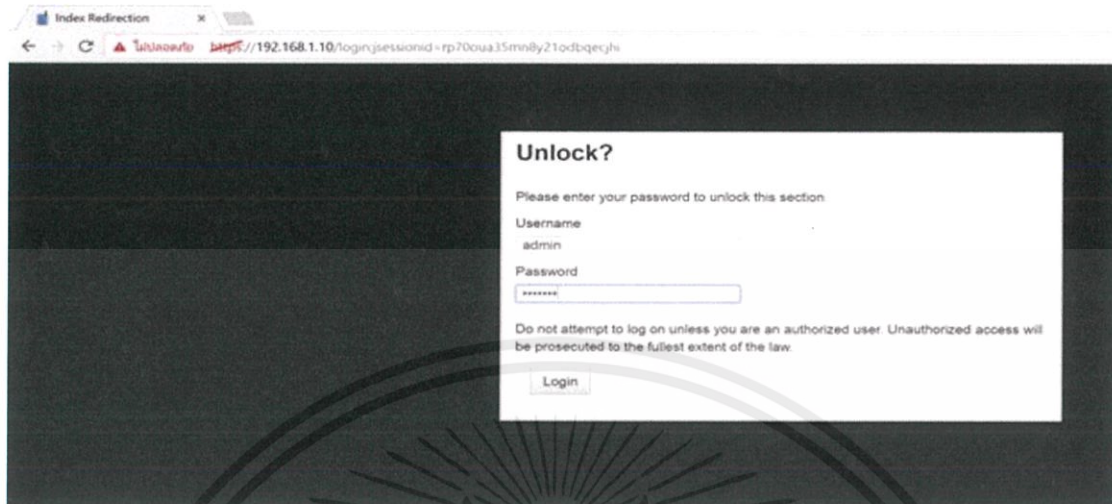 Index Redirection
ไม่ปลอดภัย https://192.168.1.10/login;jsessionid=rp70oua35mn8y21odbqecjhi
Unlock?
Please enter your password to unlock this section
Username
admin
Password
•••••••
Do not attempt to log on unless you are an authorized user. Unauthorized access will
be prosecuted to the fullest extent of the law.
Login